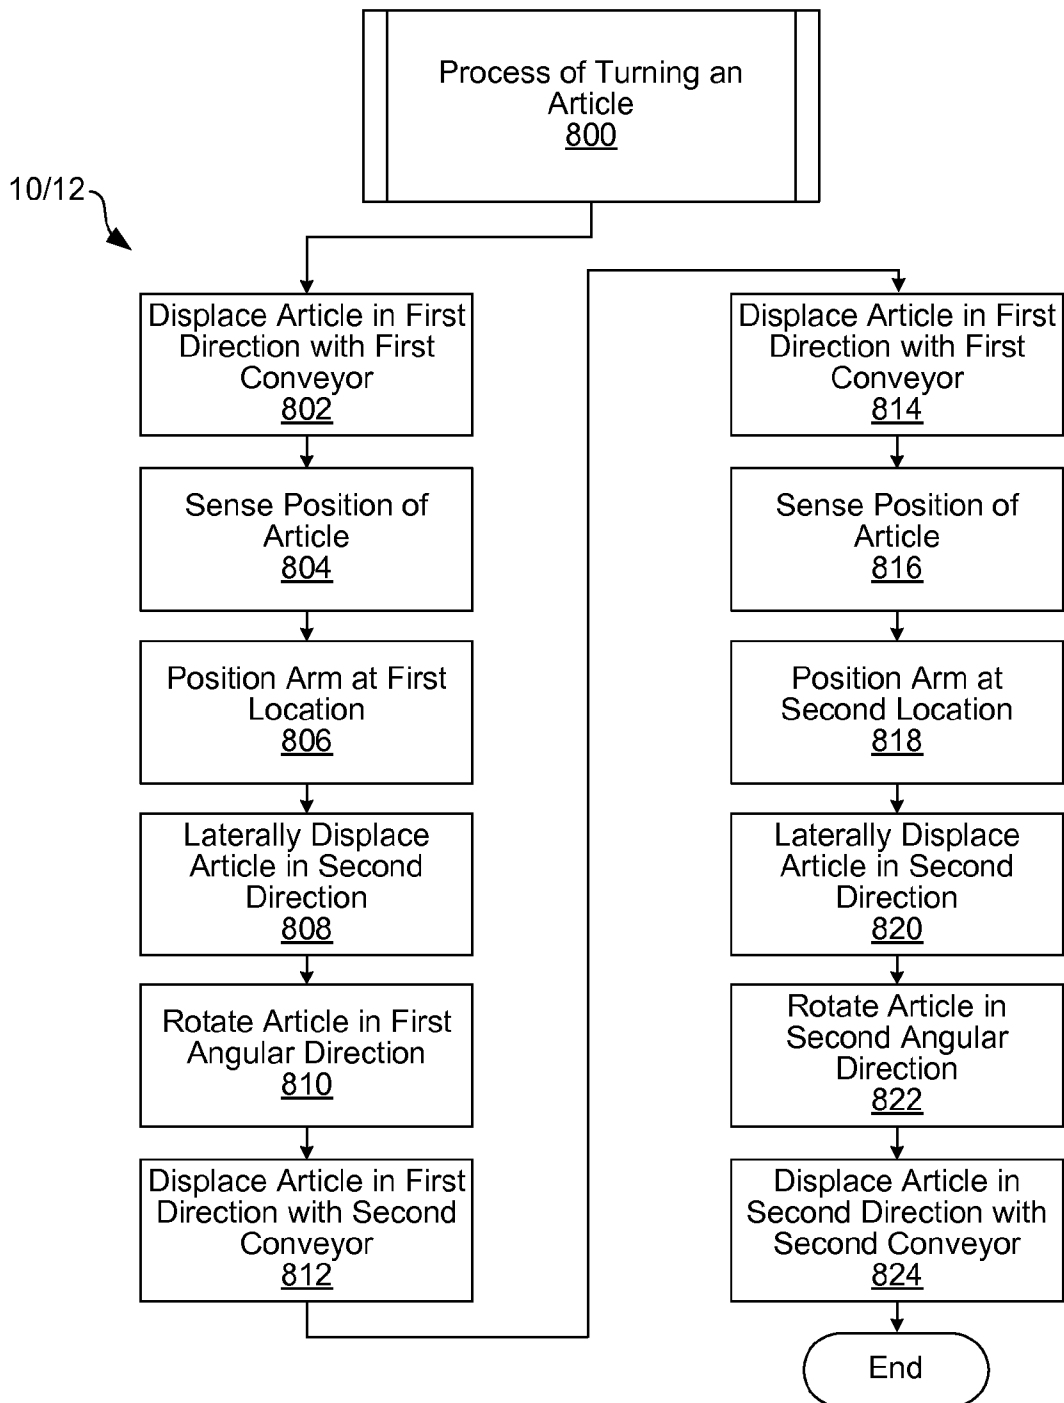 Process of Turning an
Article
800
10/12
Displace Article in First
Direction with First
Conveyor
802
Sense Position of
Article
804
Position Arm at First
Location
806
Laterally Displace
Article in Second
Direction
808
Rotate Article in First
Angular Direction
810
Displace Article in First
Direction with Second
Conveyor
812
Displace Article in First
Direction with First
Conveyor
814
Sense Position of
Article
816
Position Arm at
Second Location
818
Laterally Displace
Article in Second
Direction
820
Rotate Article in
Second Angular
Direction
822
Displace Article in
Second Direction with
Second Conveyor
824
End